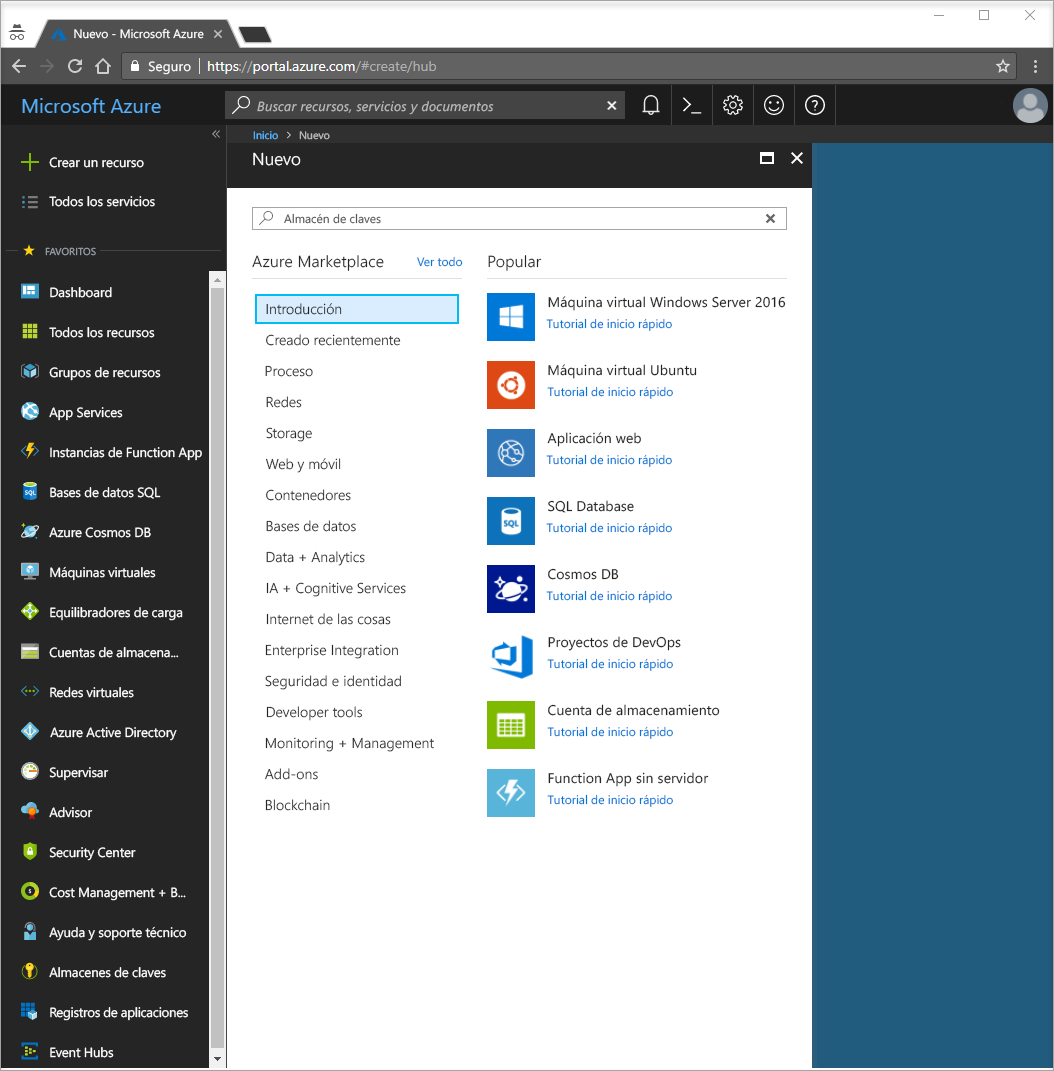 Nuevo - Microsoft Azure
Seguro | https://portal.azure.com/#create/hub
Microsoft Azure
Buscar recursos, servicios y documentos
Inicio > Nuevo
Nuevo
Crear un recurso
Todos los servicios
FAVORITOS
Dashboard
Todos los recursos
Grupos de recursos
App Services
Instancias de Function App
Bases de datos SQL
Azure Cosmos DB
Máquinas virtuales
Equilibradores de carga
Cuentas de almacena...
Redes virtuales
Azure Active Directory
Supervisar
Advisor
Security Center
Cost Management + B...
Ayuda y soporte técnico
Almacenes de claves
Registros de aplicaciones
Event Hubs
Almacén de claves
Azure Marketplace
Ver todo
Introducción
Creado recientemente
Proceso
Redes
Storage
Web y móvil
Contenedores
Bases de datos
Data + Analytics
IA + Cognitive Services
Internet de las cosas
Enterprise Integration
Seguridad e identidad
Developer tools
Monitoring + Management
Add-ons
Blockchain
Popular
Máquina virtual Windows Server 2016
Tutorial de inicio rápido
Máquina virtual Ubuntu
Tutorial de inicio rápido
Aplicación web
Tutorial de inicio rápido
SQL Database
Tutorial de inicio rápido
Cosmos DB
Tutorial de inicio rápido
Proyectos de DevOps
Tutorial de inicio rápido
Cuenta de almacenamiento
Tutorial de inicio rápido
Function App sin servidor
Tutorial de inicio rápido